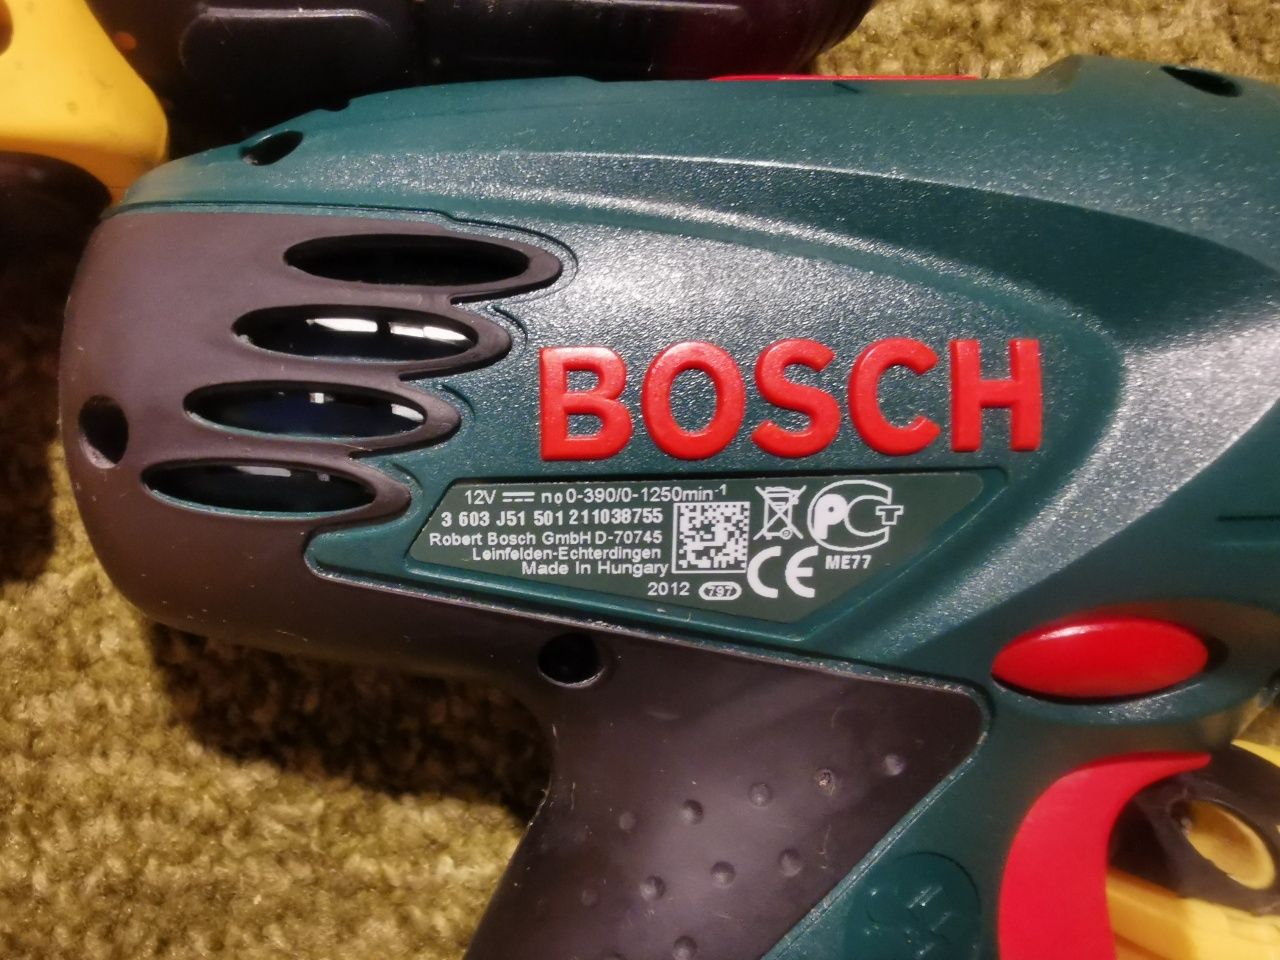 BOSCH
12V ⎓ no 0-390/0-1250min⁻¹
3 603 J51 501 211038755
Robert Bosch GmbH D-70745
Leinfelden-Echterdingen
Made In Hungary
2012 797
CE
PCT
ME77